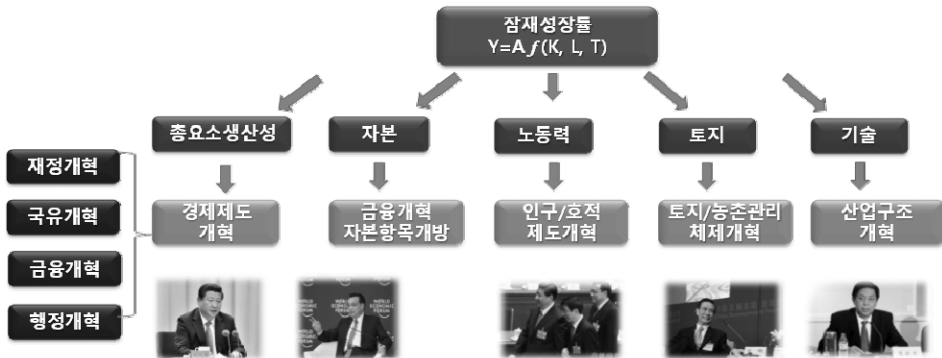 잠재성장률
Y=A f(K, L, T)
총요소생산성
자본
노동력
토지
기술
재정개혁
국유개혁
금융개혁
행정개혁
경제제도
개혁
금융개혁
자본항목개방
인구/호적
제도개혁
토지/농촌관리
체제개혁
산업구조
개혁
WORLD
ECONOMIC
FORUM